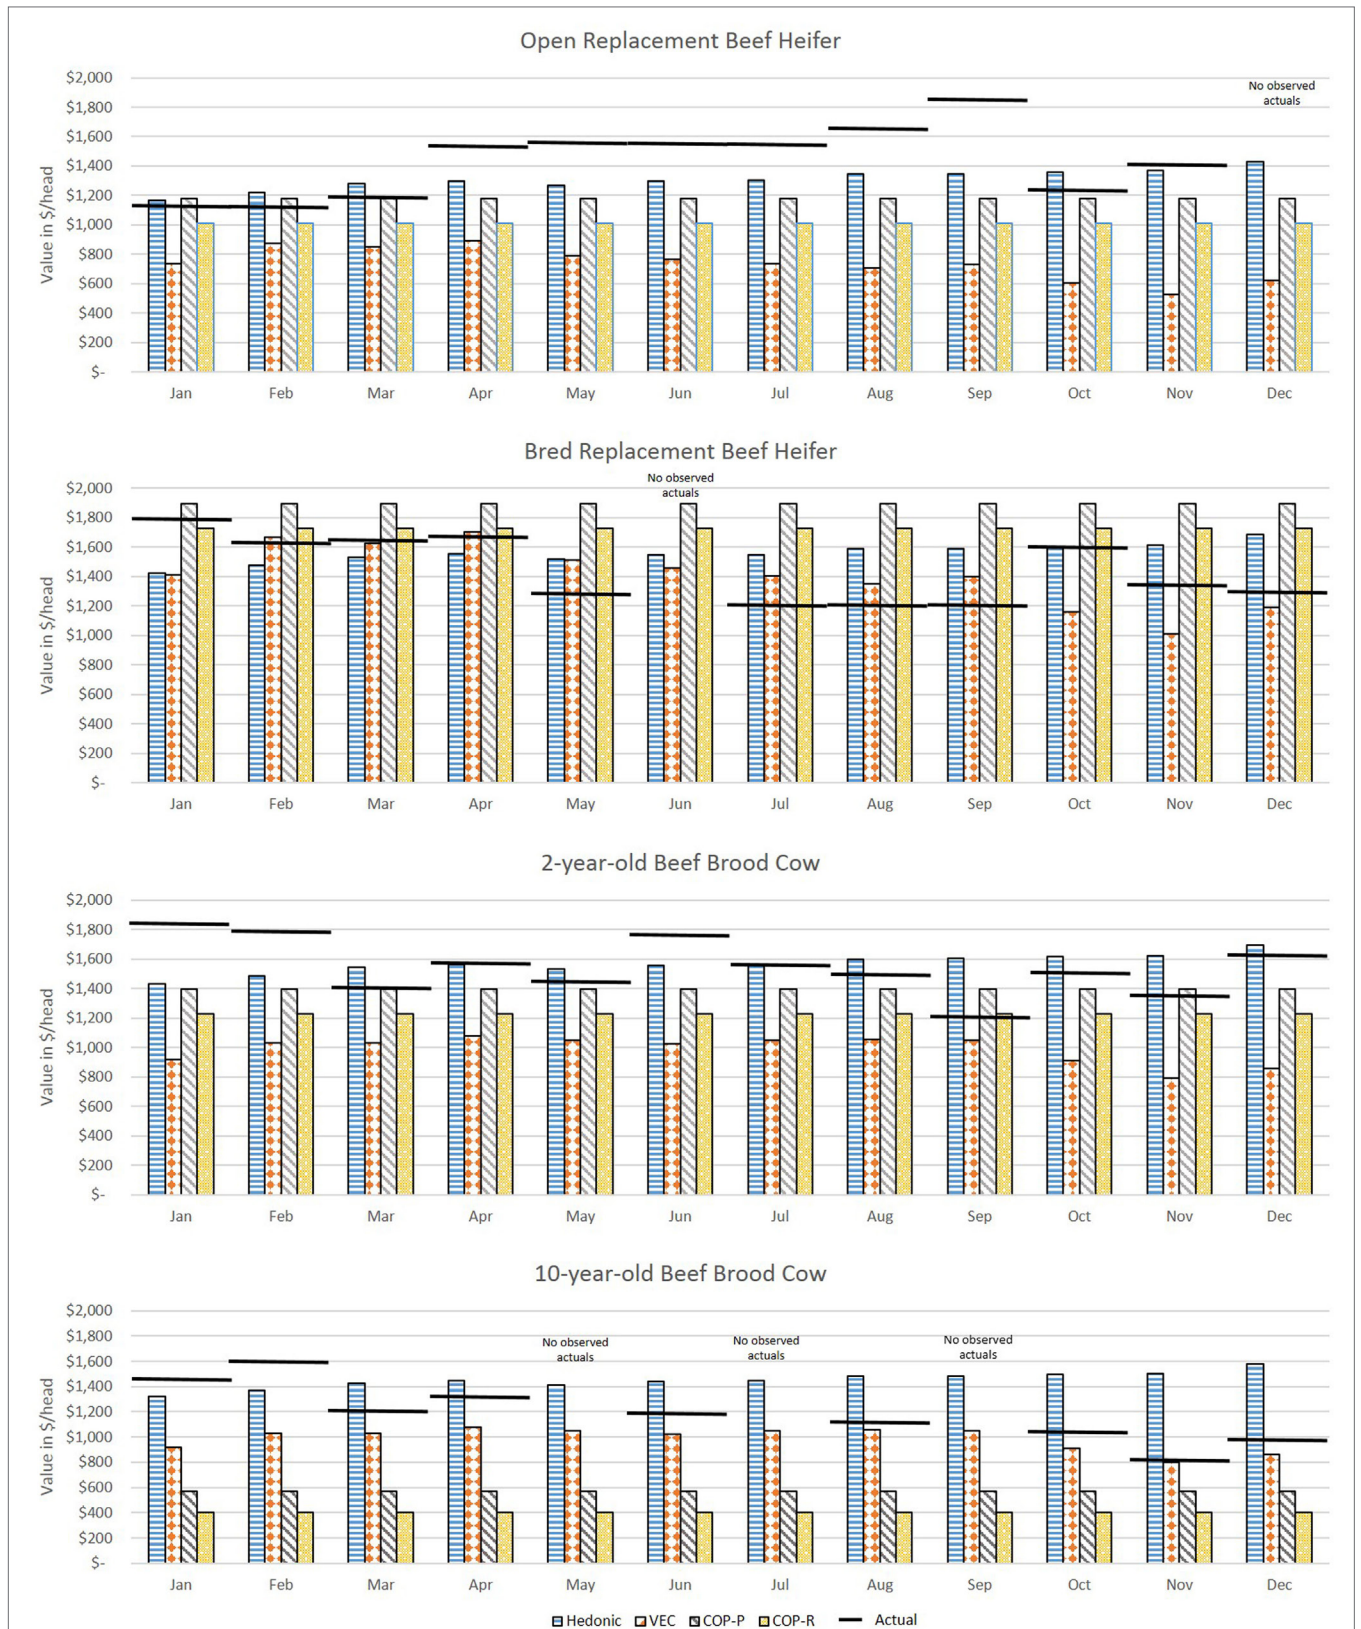 Open Replacement Beef Heifer
$2,000
$1,800
$1,600
$1,400
$1,200
$1,000
$800
$600
$400
$200
$-
Value in $/head
No observed
actuals
Jan Feb Mar Apr May Jun Jul Aug Sep Oct Nov Dec
Bred Replacement Beef Heifer
$2,000
$1,800
$1,600
$1,400
$1,200
$1,000
$800
$600
$400
$200
$-
Value in $/head
No observed
actuals
Jan Feb Mar Apr May Jun Jul Aug Sep Oct Nov Dec
2-year-old Beef Brood Cow
$2,000
$1,800
$1,600
$1,400
$1,200
$1,000
$800
$600
$400
$200
$-
Value in $/head
Jan Feb Mar Apr May Jun Jul Aug Sep Oct Nov Dec
10-year-old Beef Brood Cow
$2,000
$1,800
$1,600
$1,400
$1,200
$1,000
$800
$600
$400
$200
$-
Value in $/head
No observed
actuals
No observed
actuals
No observed
actuals
Jan Feb Mar Apr May Jun Jul Aug Sep Oct Nov Dec
Hedonic VEC COP-P COP-R Actual